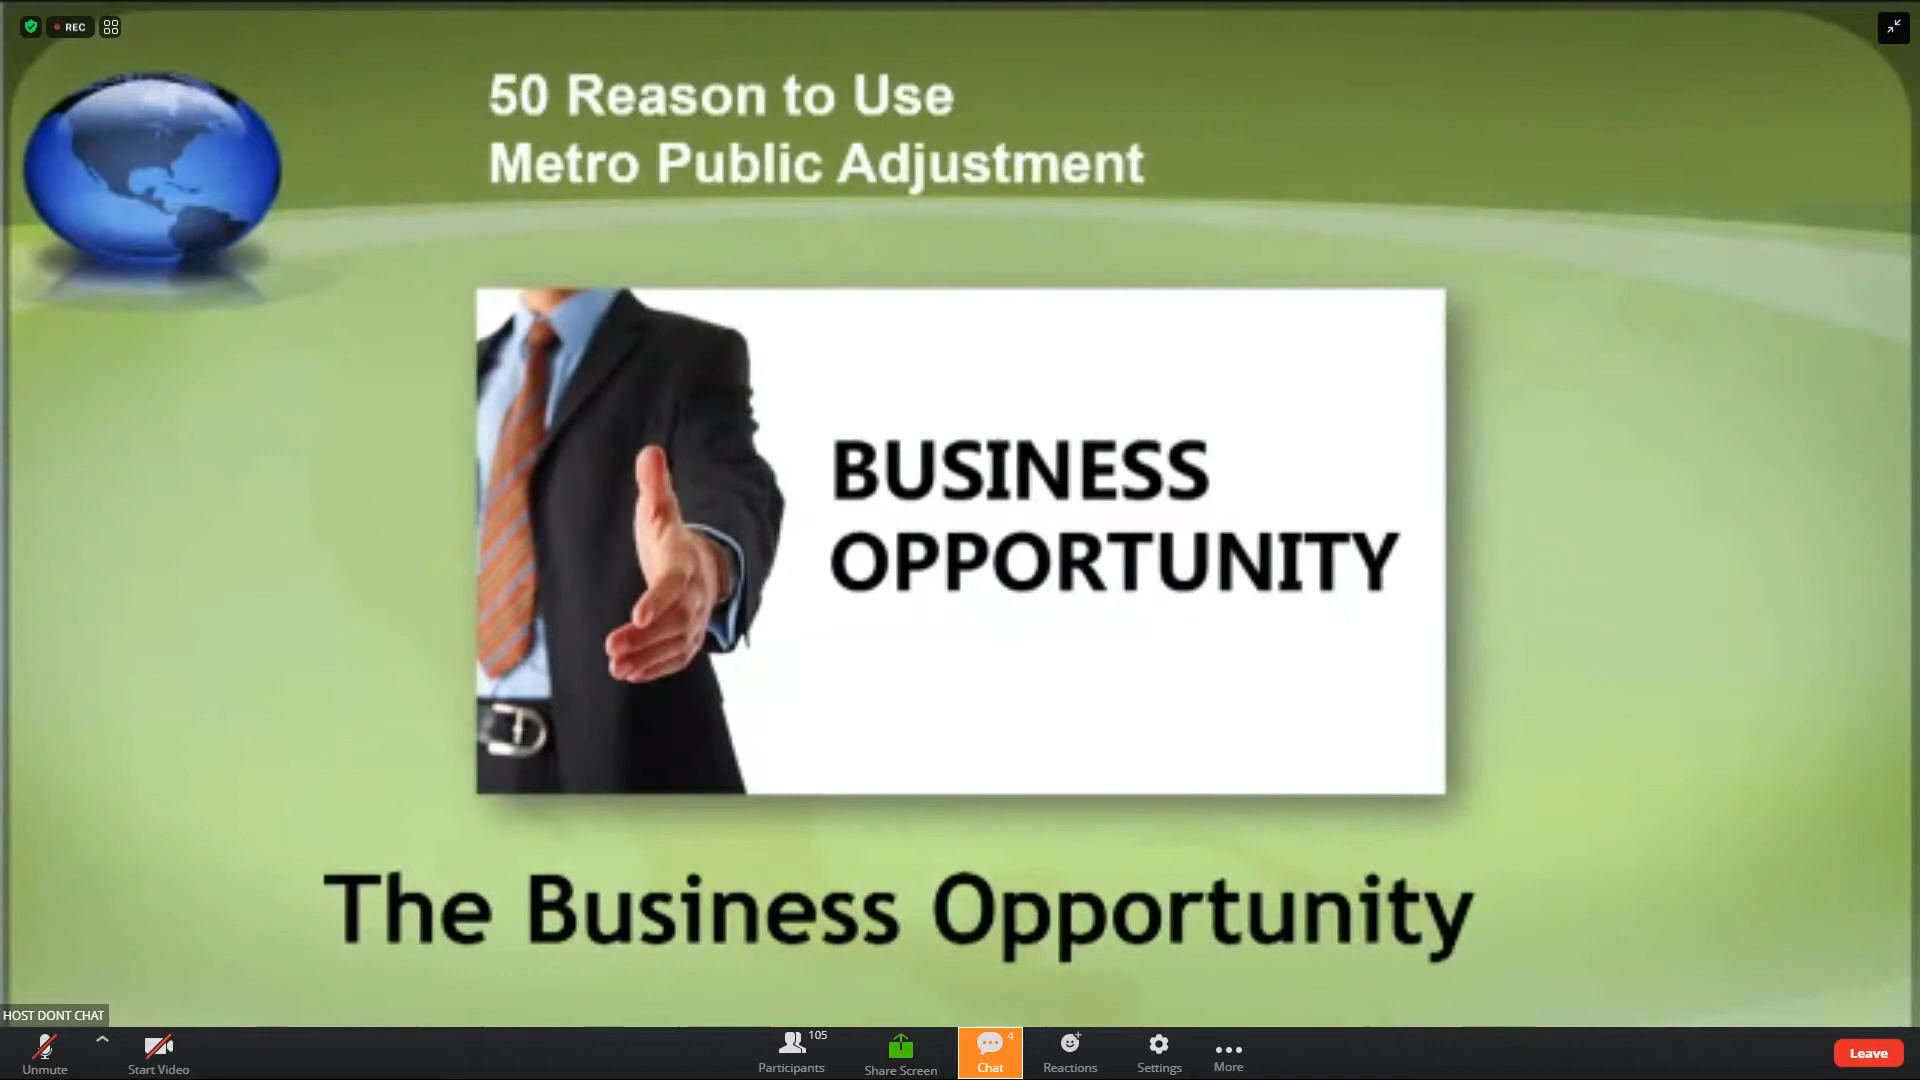 REC
50 Reason to Use
Metro Public Adjustment
BUSINESS
OPPORTUNITY
The Business Opportunity
HOST DONT CHAT
Unmute
Start Video
Participants
105
Share Screen
Chat
4
Reactions
Settings
More
Leave